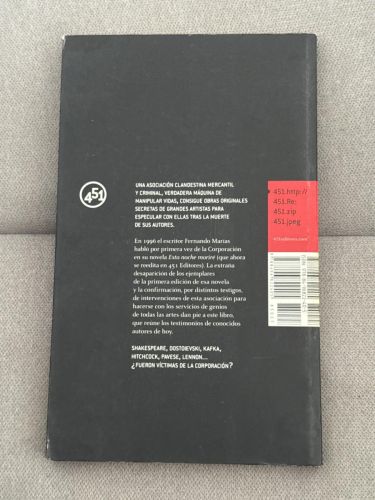 451
UNA ASOCIACIÓN CLANDESTINA MERCANTIL
Y CRIMINAL, VERDADERA MÁQUINA DE
MANIPULAR VIDAS, CONSIGUE OBRAS ORIGINALES
SECRETAS DE GRANDES ARTISTAS PARA
ESPECULAR CON ELLAS TRAS LA MUERTE
DE SUS AUTORES.
En 1996 el escritor Fernando Marías
habló por primera vez de la Corporación
en su novela Esta noche moriré (que ahora
se reedita en 451 Editores). La extraña
desaparición de los ejemplares
de la primera edición de esa novela
y la confirmación, por distintos testigos,
de intervenciones de esta asociación para
hacerse con los servicios de genios
de todas las artes dan pie a este libro,
que reúne los testimonios de conocidos
autores de hoy.
SHAKESPEARE, DOSTOIEVSKI, KAFKA,
HITCHCOCK, PAVESE, LENNON...
¿FUERON VÍCTIMAS DE LA CORPORACIÓN?
451.http://
451.Re:
451.zip
451.jpeg
451editores.com